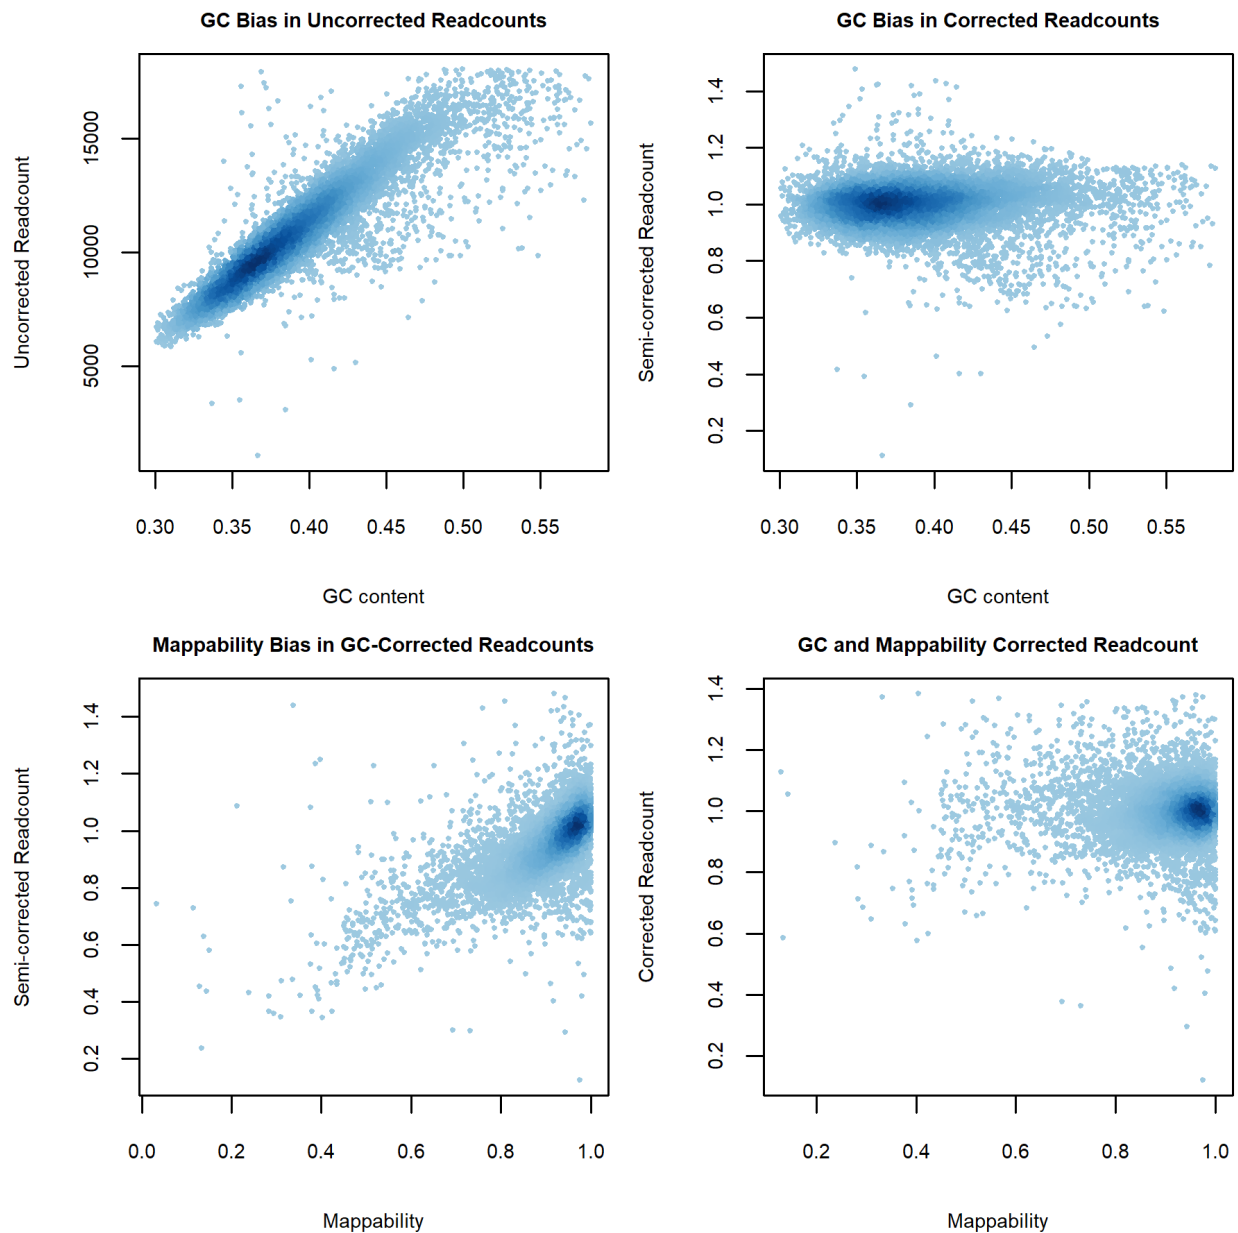 GC Bias in Uncorrected Readcounts
Uncorrected Readcount
15000
10000
5000
0.30 0.35 0.40 0.45 0.50 0.55
GC content
GC Bias in Corrected Readcounts
Semi-corrected Readcount
1.4
1.2
1.0
0.8
0.6
0.4
0.2
0.30 0.35 0.40 0.45 0.50 0.55
GC content
Mappability Bias in GC-Corrected Readcounts
Semi-corrected Readcount
1.4
1.2
1.0
0.8
0.6
0.4
0.2
0.0 0.2 0.4 0.6 0.8 1.0
Mappability
GC and Mappability Corrected Readcount
Corrected Readcount
1.4
1.2
1.0
0.8
0.6
0.4
0.2
0.2 0.4 0.6 0.8 1.0
Mappability